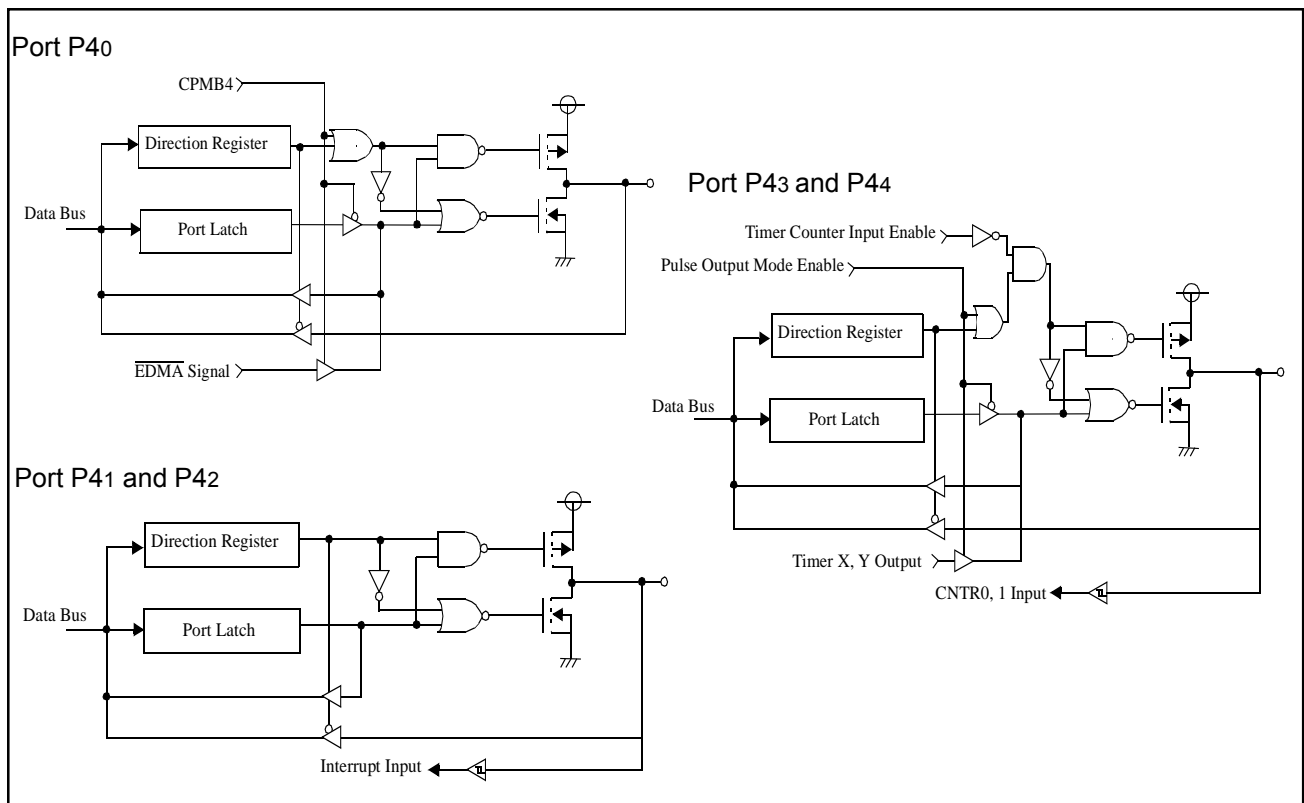 Port P40
CPMB4
Direction Register
Data Bus
Port Latch
EDMA Signal
Port P41 and P42
Direction Register
Data Bus
Port Latch
Interrupt Input
Port P43 and P44
Timer Counter Input Enable
Pulse Output Mode Enable
Direction Register
Data Bus
Port Latch
Timer X, Y Output
CNTR0, 1 Input